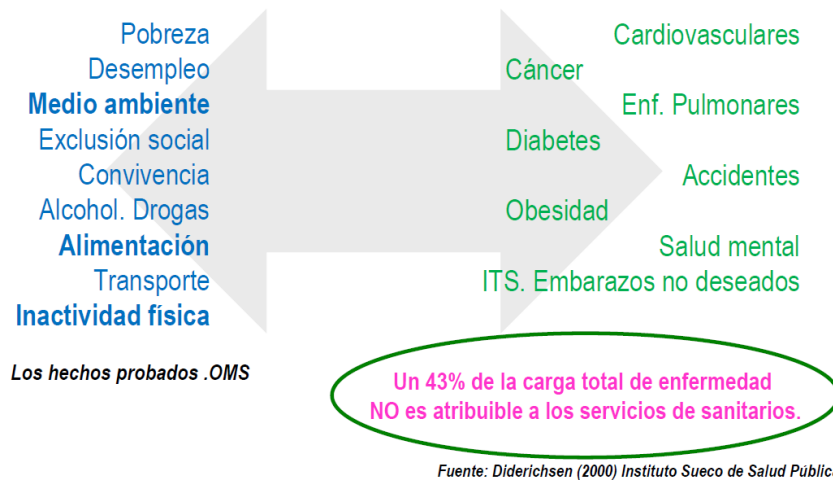 Pobreza
Desempleo
Medio ambiente
Exclusión social
Convivencia
Alcohol. Drogas
Alimentación
Transporte
Inactividad física
Los hechos probados .OMS
Cardiovasculares
Cáncer
Enf. Pulmonares
Diabetes
Accidentes
Obesidad
Salud mental
ITS. Embarazos no deseados
Un 43% de la carga total de enfermedad
NO es atribuible a los servicios de sanitarios.
Fuente: Diderichsen (2000) Instituto Sueco de Salud Pública